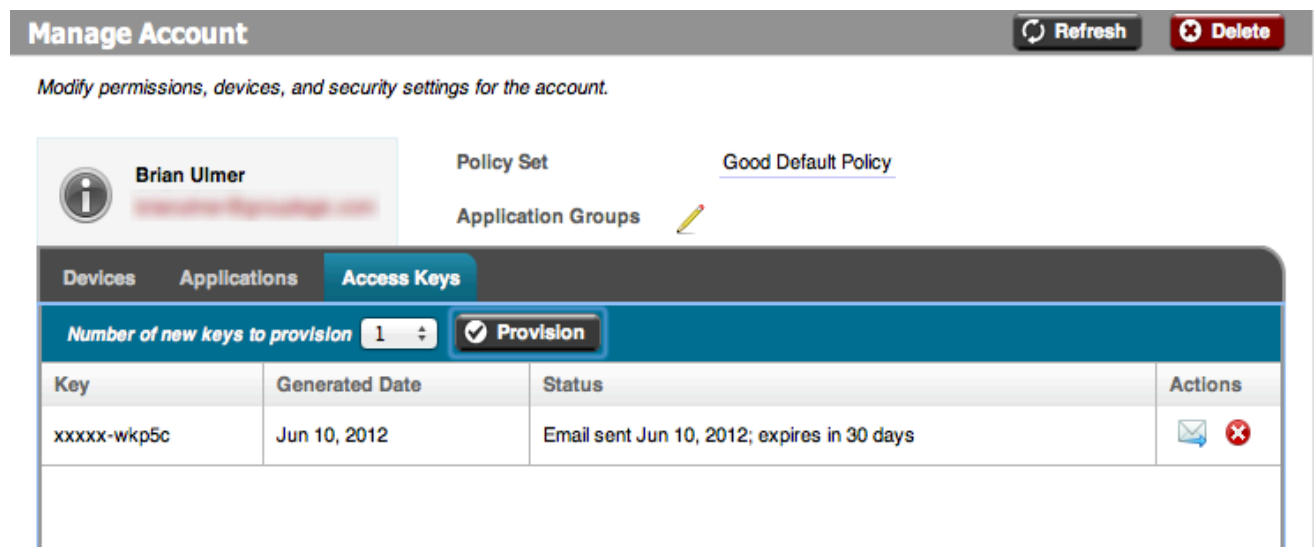 Manage Account Refresh Delete
Modify permissions, devices, and security settings for the account.
Brian Ulmer
Policy Set Good Default Policy
Application Groups
Devices Applications Access Keys
Number of new keys to provision 1 Provision
Key Generated Date Status Actions
xxxxx-wkp5c Jun 10, 2012 Email sent Jun 10, 2012; expires in 30 days